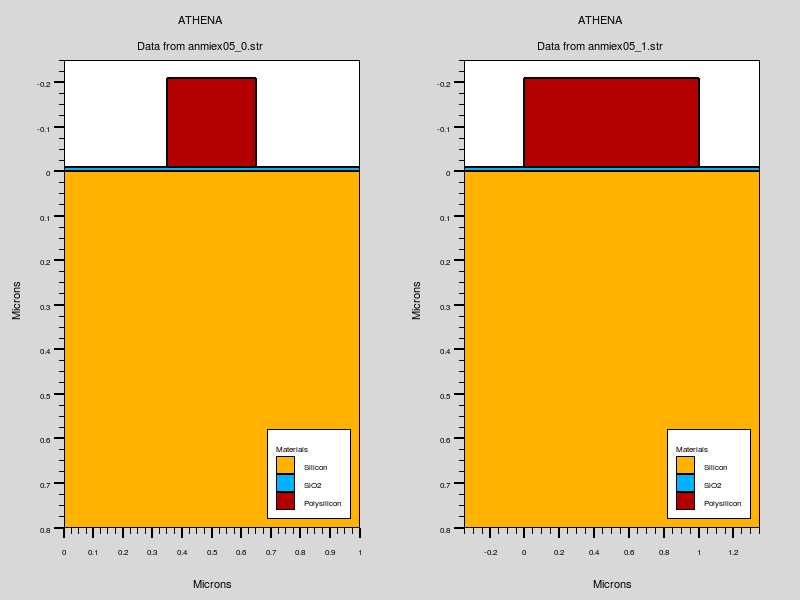 ATHENA
Data from anmiex05_0.str
-0.2
-0.1
0
0.1
0.2
0.3
0.4
0.5
0.6
0.7
0.8
Microns
Materials
Silicon
SiO2
Polysilicon
0 0.1 0.2 0.3 0.4 0.5 0.6 0.7 0.8 0.9 1
Microns
ATHENA
Data from anmiex05_1.str
-0.2
-0.1
0
0.1
0.2
0.3
0.4
0.5
0.6
0.7
0.8
Microns
Materials
Silicon
SiO2
Polysilicon
-0.2 0 0.2 0.4 0.6 0.8 1 1.2
Microns